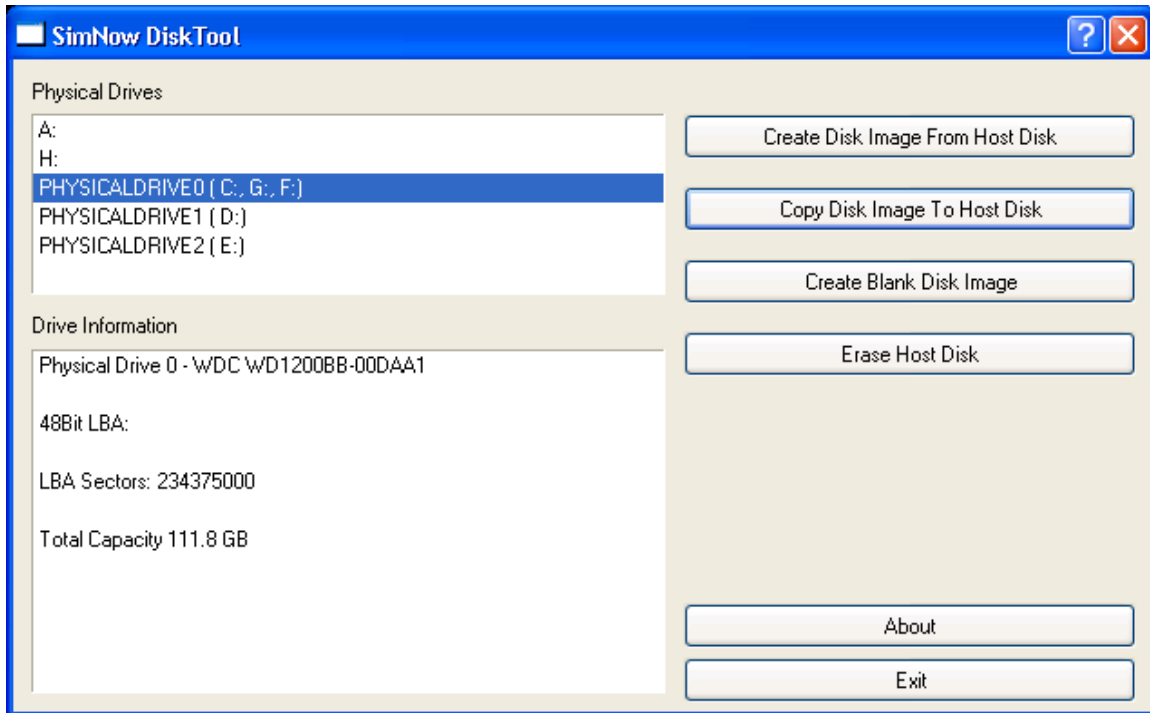 SimNow DiskTool
Physical Drives
A:
H:
PHYSICALDRIVE0 ( C:, G:, F:)
PHYSICALDRIVE1 ( D:)
PHYSICALDRIVE2 ( E:)
Create Disk Image From Host Disk
Copy Disk Image To Host Disk
Create Blank Disk Image
Erase Host Disk
Drive Information
Physical Drive 0 - WDC WD1200BB-00DAA1
48Bit LBA:
LBA Sectors: 234375000
Total Capacity 111.8 GB
About
Exit